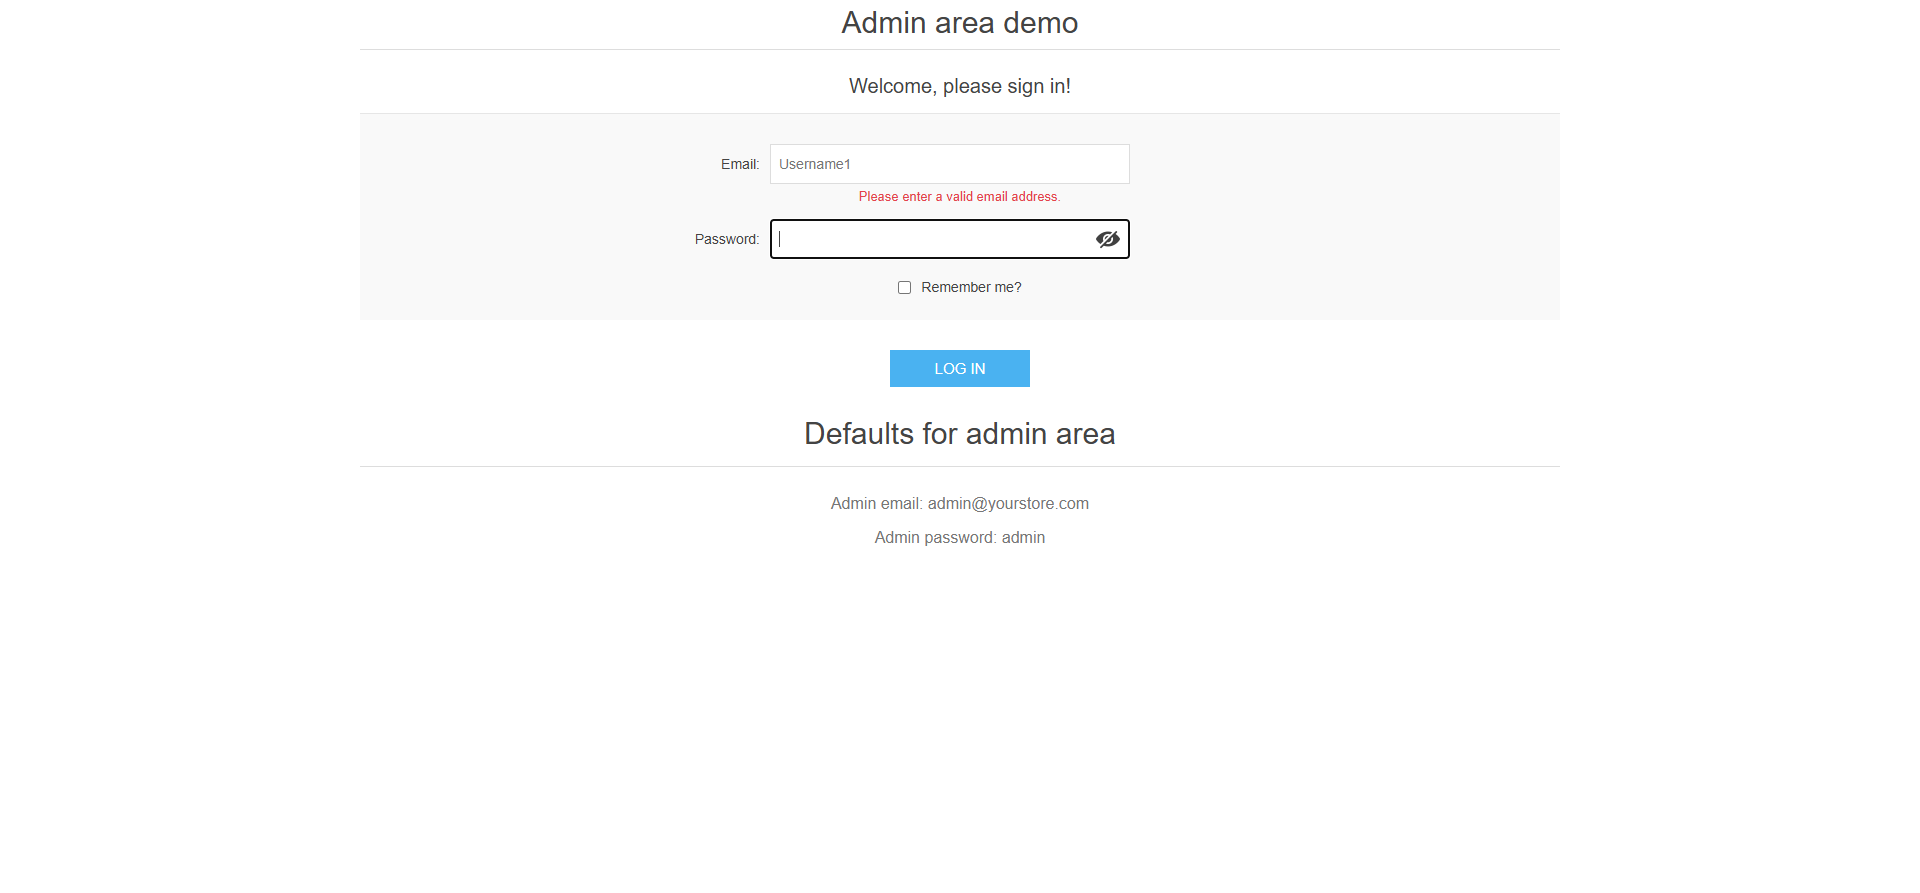 Admin area demo
Welcome, please sign in!
Email: Username1
Please enter a valid email address.
Password:
Remember me?
LOG IN
Defaults for admin area
Admin email: admin@yourstore.com
Admin password: admin